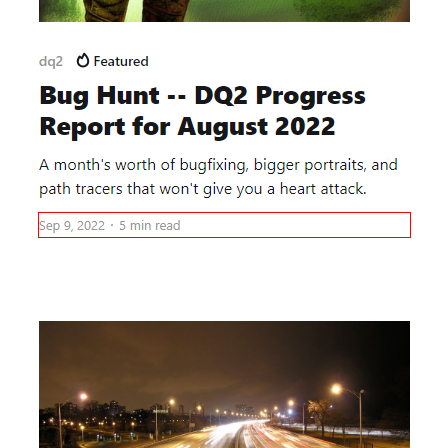 dq2 Featured
Bug Hunt -- DQ2 Progress
Report for August 2022
A month's worth of bugfixing, bigger portraits, and
path tracers that won't give you a heart attack.
Sep 9, 2022 · 5 min read